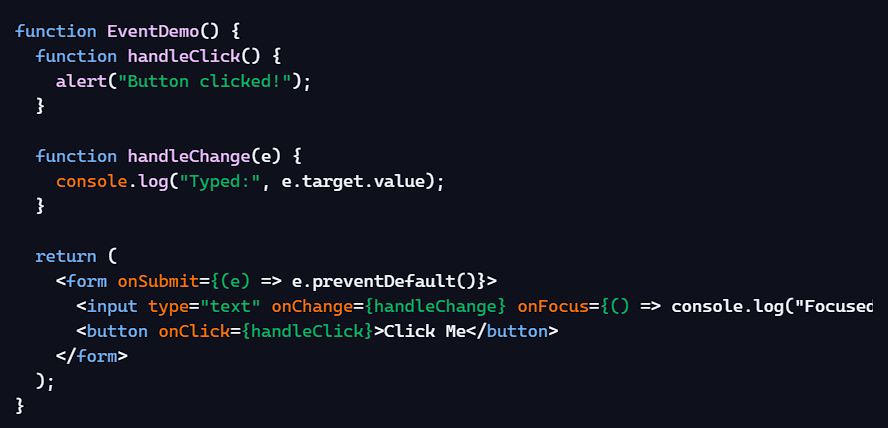 function EventDemo() {
  function handleClick() {
    alert("Button clicked!");
  }

  function handleChange(e) {
    console.log("Typed:", e.target.value);
  }

  return (
    <form onSubmit={(e) => e.preventDefault()}>
      <input type="text" onChange={handleChange} onFocus={() => console.log("Focused
      <button onClick={handleClick}>Click Me</button>
    </form>
  );
}